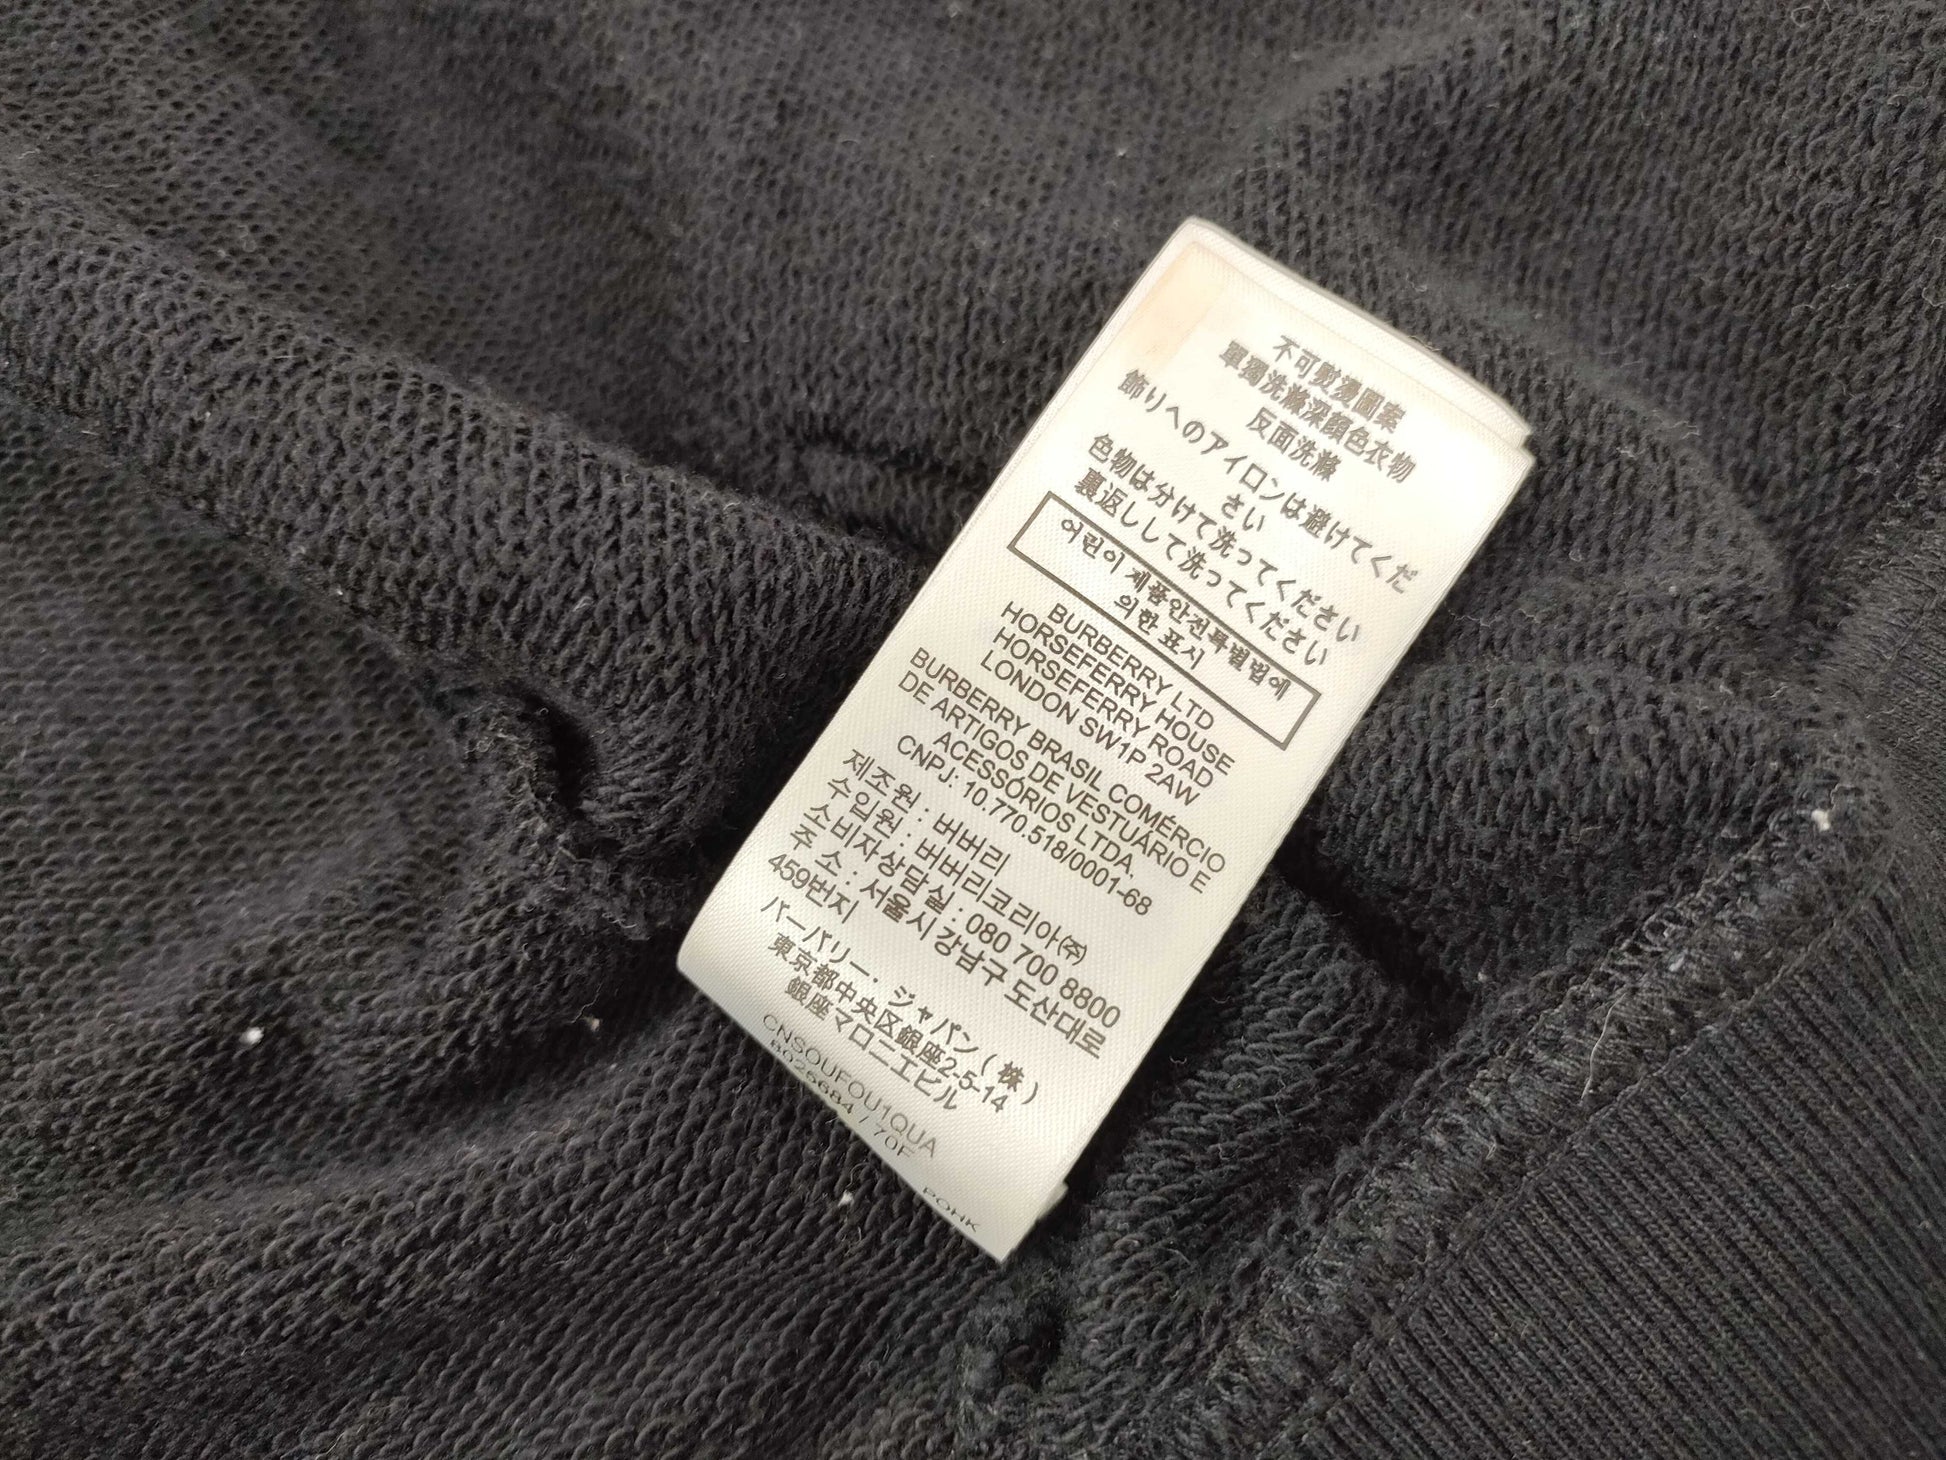 不可熨燙圖案
單獨洗滌深顏色衣物
反面洗滌
飾りへのアイロンは避けてくだ
さい
色物は分けて洗ってください
裏返しして洗ってください
어린이 제품안전특별법에
의한 표시
BURBERRY LTD
HORSEFERRY HOUSE
HORSEFERRY ROAD
LONDON SW1P 2AW
BURBERRY BRASIL COMÉRCIO
DE ARTIGOS DE VESTUÁRIO E
ACESSÓRIOS LTDA.
CNPJ: 10.770.518/0001-68
제조원 : 버버리
수입원 : 버버리코리아㈜
소비자상담실 : 080 700 8800
주 소 : 서울시 강남구 도산대로
459번지
バーバリー・ジャパン(株)
東京都中央区銀座2-5-14
銀座マロニエビル
CNSOUFOU1QUA
8025684 / 70F
POHK